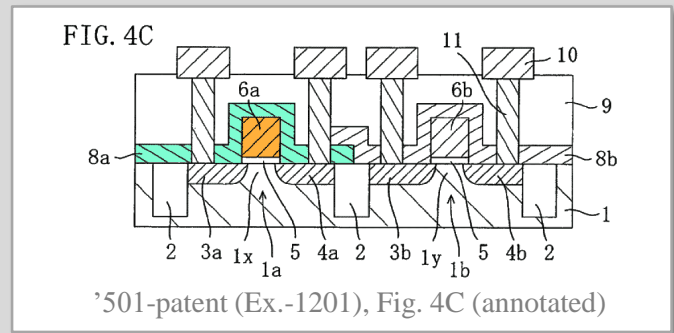 FIG. 4C
11
10
6a
6b
9
8a
8b
2 3a 1x 5 4a 2 3b 1y 5 4b 2 1
1a 1b
’501-patent (Ex.-1201), Fig. 4C (annotated)